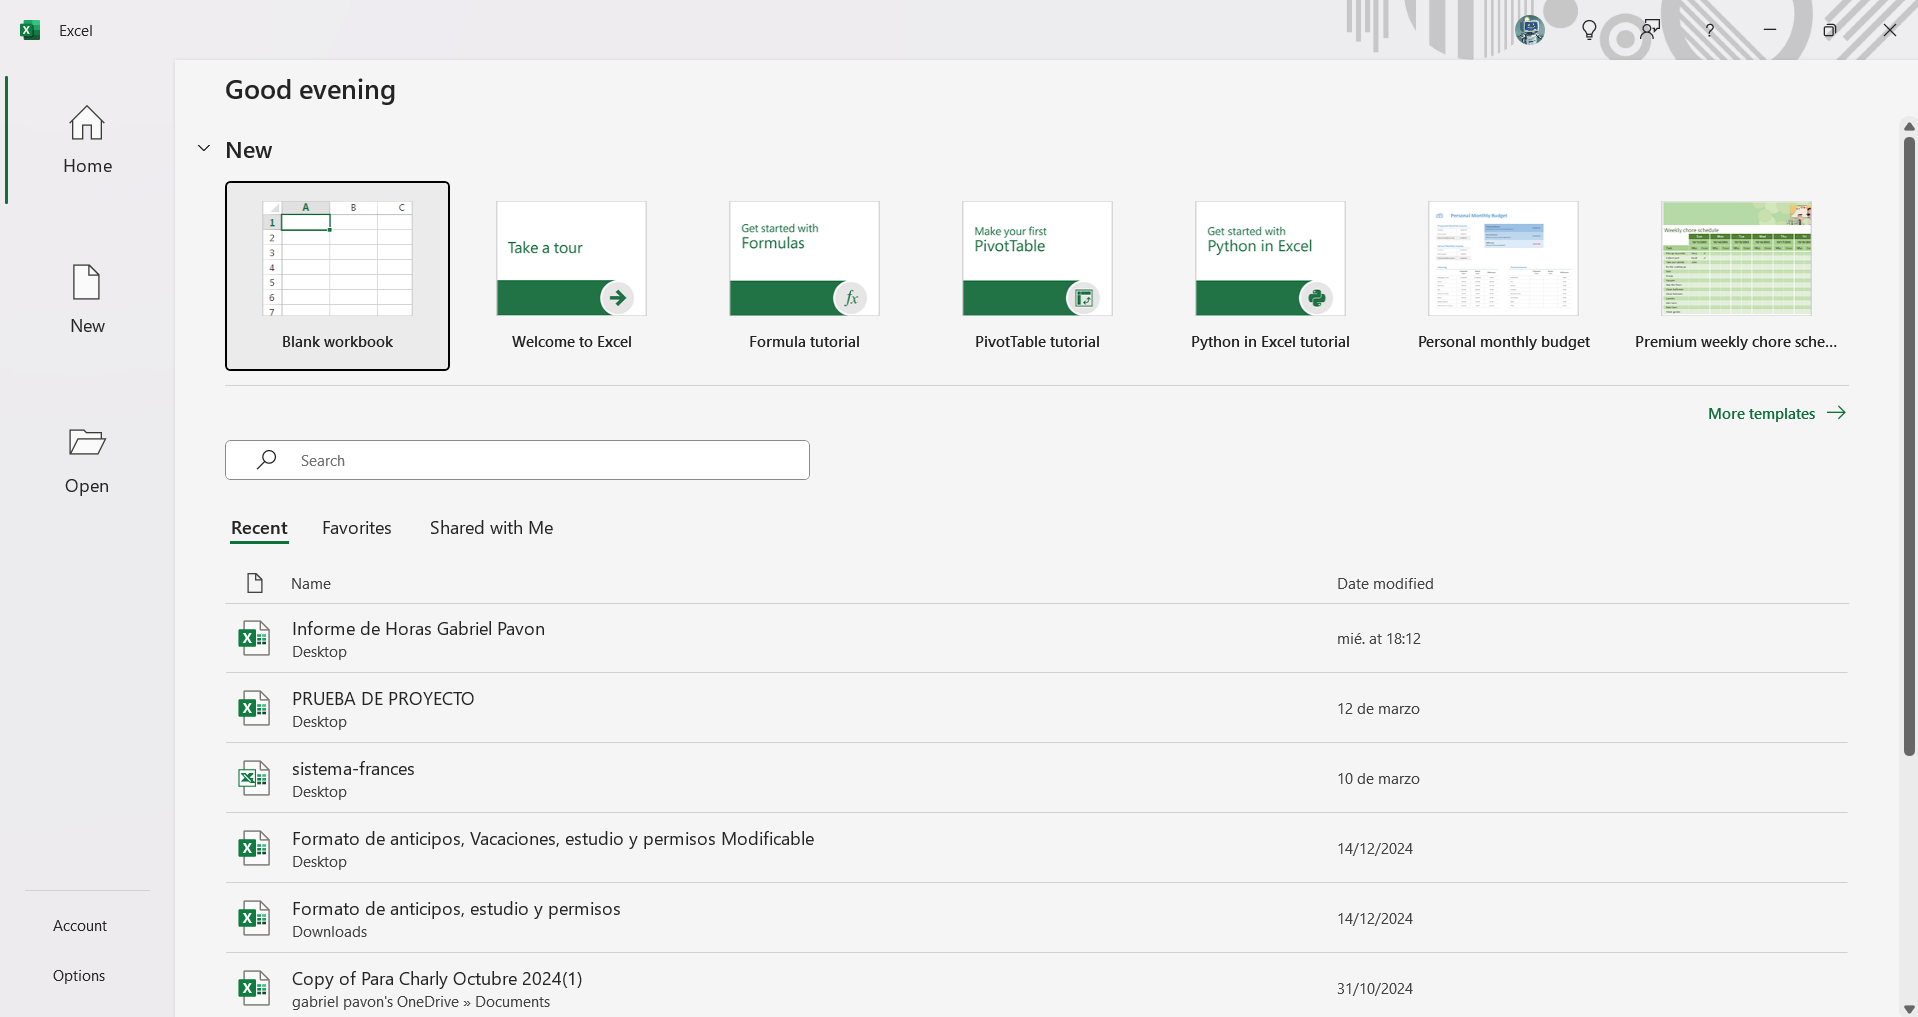 Excel
?
Good evening
Home
New
Open
Account
Options
New
A B C
1
2
3
4
5
6
7
Blank workbook
Take a tour
Welcome to Excel
Get started with
Formulas
fx
Formula tutorial
Make your first
PivotTable
PivotTable tutorial
Get started with
Python in Excel
Python in Excel tutorial
Personal Monthly Budget
Personal monthly budget
Weekly chore schedule
Premium weekly chore sche...
More templates
Search
Recent Favorites Shared with Me
Name Date modified
Informe de Horas Gabriel Pavon
Desktop
mié. at 18:12
PRUEBA DE PROYECTO
Desktop
12 de marzo
sistema-frances
Desktop
10 de marzo
Formato de anticipos, Vacaciones, estudio y permisos Modificable
Desktop
14/12/2024
Formato de anticipos, estudio y permisos
Downloads
14/12/2024
Copy of Para Charly Octubre 2024(1)
gabriel pavon's OneDrive » Documents
31/10/2024